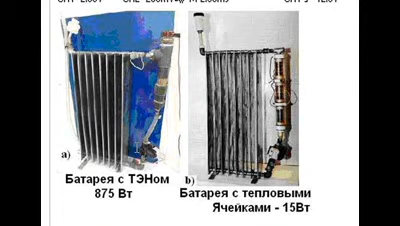 a)
Батарея с ТЭНом
875 Вт
b)
Батарея с тепловыми
Ячейками - 15Вт